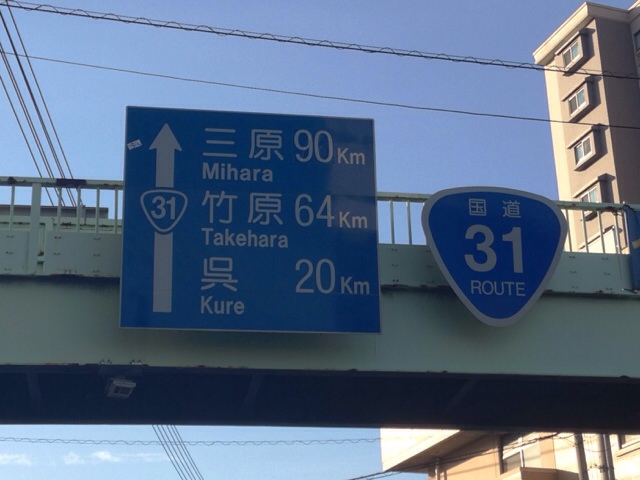 三原 90Km
Mihara
31
竹原 64Km
Takehara
呉 20Km
Kure
国道
31
ROUTE